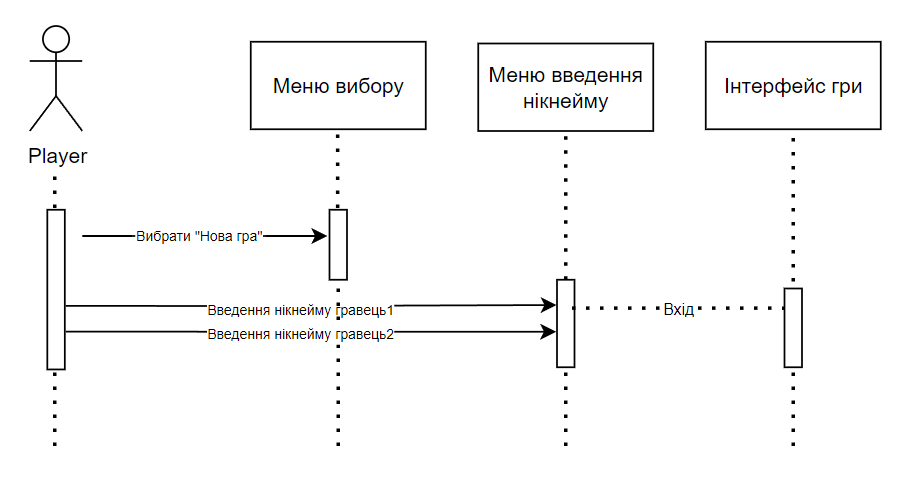 Меню вибору
Меню введення
нікнейму
Інтерфейс гри
Player
Вибрати "Нова гра"
Введення нікнейму гравець1
Вхід
Введення нікнейму гравець2